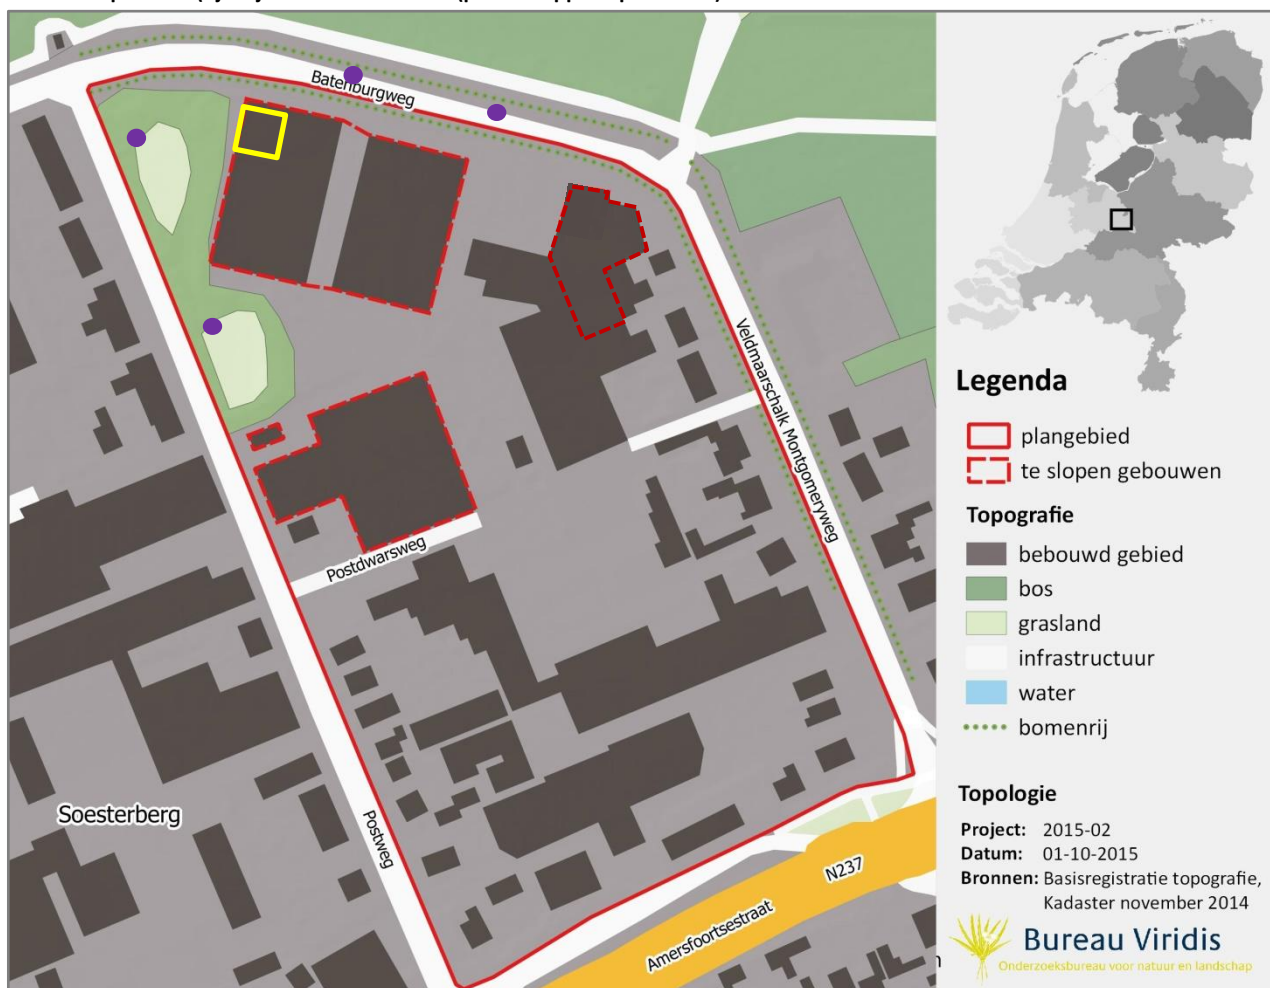 Batenburgweg
Veldmaarschalk Montgomeryweg
Postdwarsweg
Soesterberg
Postweg
N237
Amersfoortsestraat
Legenda
plangebied
te slopen gebouwen
Topografie
bebouwd gebied
bos
grasland
infrastructuur
water
bomenrij
Topologie
Project: 2015-02
Datum: 01-10-2015
Bronnen: Basisregistratie topografie,
Kadaster november 2014
Bureau Viridis
Onderzoeksbureau voor natuur en landschap